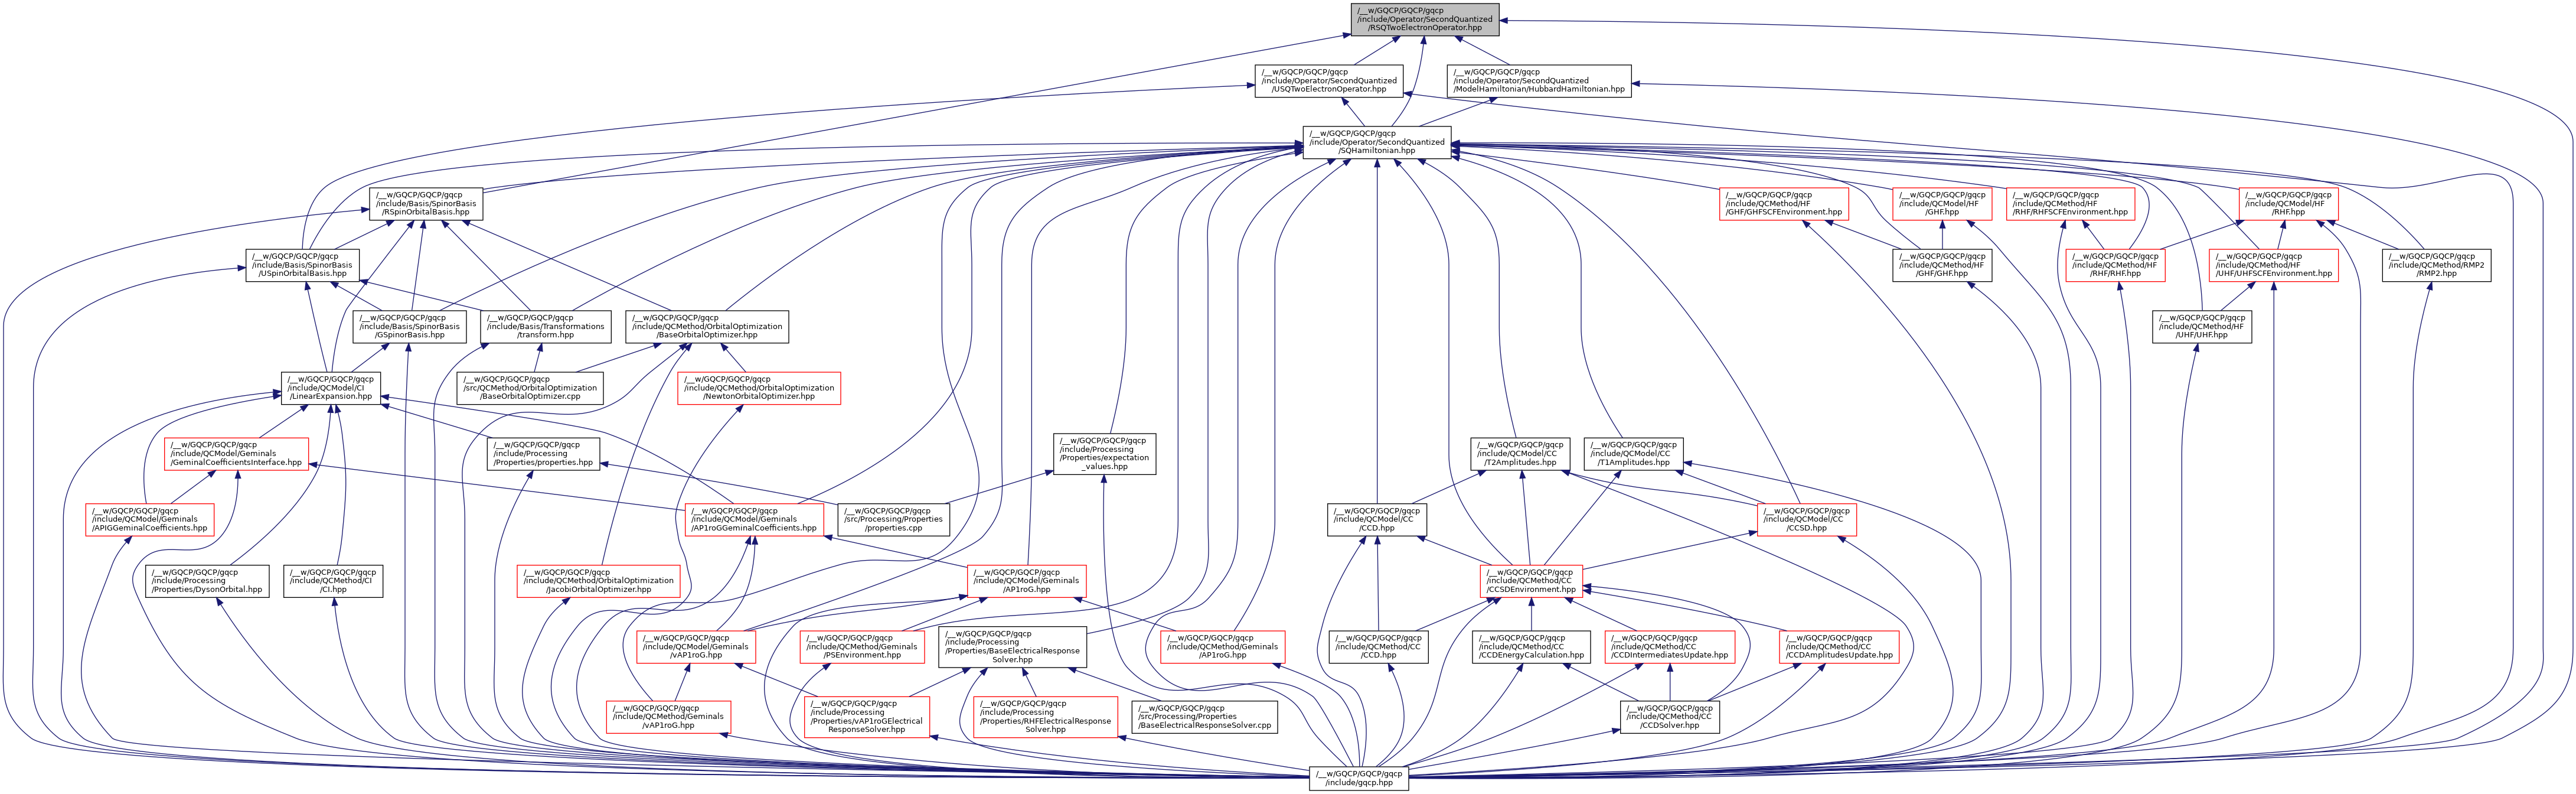 /__w/GQCP/GQCP/gqcp
/include/Operator/SecondQuantized
/RSQTwoElectronOperator.hpp
/__w/GQCP/GQCP/gqcp
/include/Operator/SecondQuantized
/USQTwoElectronOperator.hpp
/__w/GQCP/GQCP/gqcp
/include/Operator/SecondQuantized
/ModelHamiltonian/HubbardHamiltonian.hpp
/__w/GQCP/GQCP/gqcp
/include/Operator/SecondQuantized
/SQHamiltonian.hpp
/__w/GQCP/GQCP/gqcp
/include/Basis/SpinorBasis
/RSpinOrbitalBasis.hpp
/__w/GQCP/GQCP/gqcp
/include/QCMethod/HF
/GHF/GHFSCFEnvironment.hpp
/__w/GQCP/GQCP/gqcp
/include/QCModel/HF
/GHF.hpp
/__w/GQCP/GQCP/gqcp
/include/QCMethod/HF
/RHF/RHFSCFEnvironment.hpp
/__w/GQCP/GQCP/gqcp
/include/QCModel/HF
/RHF.hpp
/__w/GQCP/GQCP/gqcp
/include/Basis/SpinorBasis
/USpinOrbitalBasis.hpp
/__w/GQCP/GQCP/gqcp
/include/QCMethod/HF
/GHF/GHF.hpp
/__w/GQCP/GQCP/gqcp
/include/QCMethod/HF
/RHF/RHF.hpp
/__w/GQCP/GQCP/gqcp
/include/QCMethod/HF
/UHF/UHFSCFEnvironment.hpp
/__w/GQCP/GQCP/gqcp
/include/QCMethod/RMP2
/RMP2.hpp
/__w/GQCP/GQCP/gqcp
/include/Basis/SpinorBasis
/GSpinorBasis.hpp
/__w/GQCP/GQCP/gqcp
/include/Basis/Transformations
/transform.hpp
/__w/GQCP/GQCP/gqcp
/include/QCMethod/OrbitalOptimization
/BaseOrbitalOptimizer.hpp
/__w/GQCP/GQCP/gqcp
/include/QCMethod/HF
/UHF/UHF.hpp
/__w/GQCP/GQCP/gqcp
/include/QCModel/CI
/LinearExpansion.hpp
/__w/GQCP/GQCP/gqcp
/src/QCMethod/OrbitalOptimization
/BaseOrbitalOptimizer.cpp
/__w/GQCP/GQCP/gqcp
/include/QCMethod/OrbitalOptimization
/NewtonOrbitalOptimizer.hpp
/__w/GQCP/GQCP/gqcp
/include/QCModel/Geminals
/GeminalCoefficientsInterface.hpp
/__w/GQCP/GQCP/gqcp
/include/Processing
/Properties/properties.hpp
/__w/GQCP/GQCP/gqcp
/include/Processing
/Properties/expectation
_values.hpp
/__w/GQCP/GQCP/gqcp
/include/QCModel/CC
/T2Amplitudes.hpp
/__w/GQCP/GQCP/gqcp
/include/QCModel/CC
/T1Amplitudes.hpp
/__w/GQCP/GQCP/gqcp
/include/QCModel/Geminals
/APIGGeminalCoefficients.hpp
/__w/GQCP/GQCP/gqcp
/include/QCModel/Geminals
/AP1roGGeminalCoefficients.hpp
/__w/GQCP/GQCP/gqcp
/src/Processing/Properties
/properties.cpp
/__w/GQCP/GQCP/gqcp
/include/QCModel/CC
/CCD.hpp
/__w/GQCP/GQCP/gqcp
/include/QCModel/CC
/CCSD.hpp
/__w/GQCP/GQCP/gqcp
/include/Processing
/Properties/DysonOrbital.hpp
/__w/GQCP/GQCP/gqcp
/include/QCMethod/CI
/CI.hpp
/__w/GQCP/GQCP/gqcp
/include/QCMethod/OrbitalOptimization
/JacobiOrbitalOptimizer.hpp
/__w/GQCP/GQCP/gqcp
/include/QCModel/Geminals
/AP1roG.hpp
/__w/GQCP/GQCP/gqcp
/include/QCMethod/CC
/CCSDEnvironment.hpp
/__w/GQCP/GQCP/gqcp
/include/QCModel/Geminals
/vAP1roG.hpp
/__w/GQCP/GQCP/gqcp
/include/QCMethod/Geminals
/PSEnvironment.hpp
/__w/GQCP/GQCP/gqcp
/include/Processing
/Properties/BaseElectricalResponse
Solver.hpp
/__w/GQCP/GQCP/gqcp
/include/QCMethod/Geminals
/AP1roG.hpp
/__w/GQCP/GQCP/gqcp
/include/QCMethod/CC
/CCD.hpp
/__w/GQCP/GQCP/gqcp
/include/QCMethod/CC
/CCDEnergyCalculation.hpp
/__w/GQCP/GQCP/gqcp
/include/QCMethod/CC
/CCDIntermediatesUpdate.hpp
/__w/GQCP/GQCP/gqcp
/include/QCMethod/CC
/CCDAmplitudesUpdate.hpp
/__w/GQCP/GQCP/gqcp
/include/QCMethod/Geminals
/vAP1roG.hpp
/__w/GQCP/GQCP/gqcp
/include/Processing
/Properties/vAP1roGElectrical
ResponseSolver.hpp
/__w/GQCP/GQCP/gqcp
/include/Processing
/Properties/RHFElectricalResponse
Solver.hpp
/__w/GQCP/GQCP/gqcp
/src/Processing/Properties
/BaseElectricalResponseSolver.cpp
/__w/GQCP/GQCP/gqcp
/include/QCMethod/CC
/CCDSolver.hpp
/__w/GQCP/GQCP/gqcp
/include/gqcp.hpp